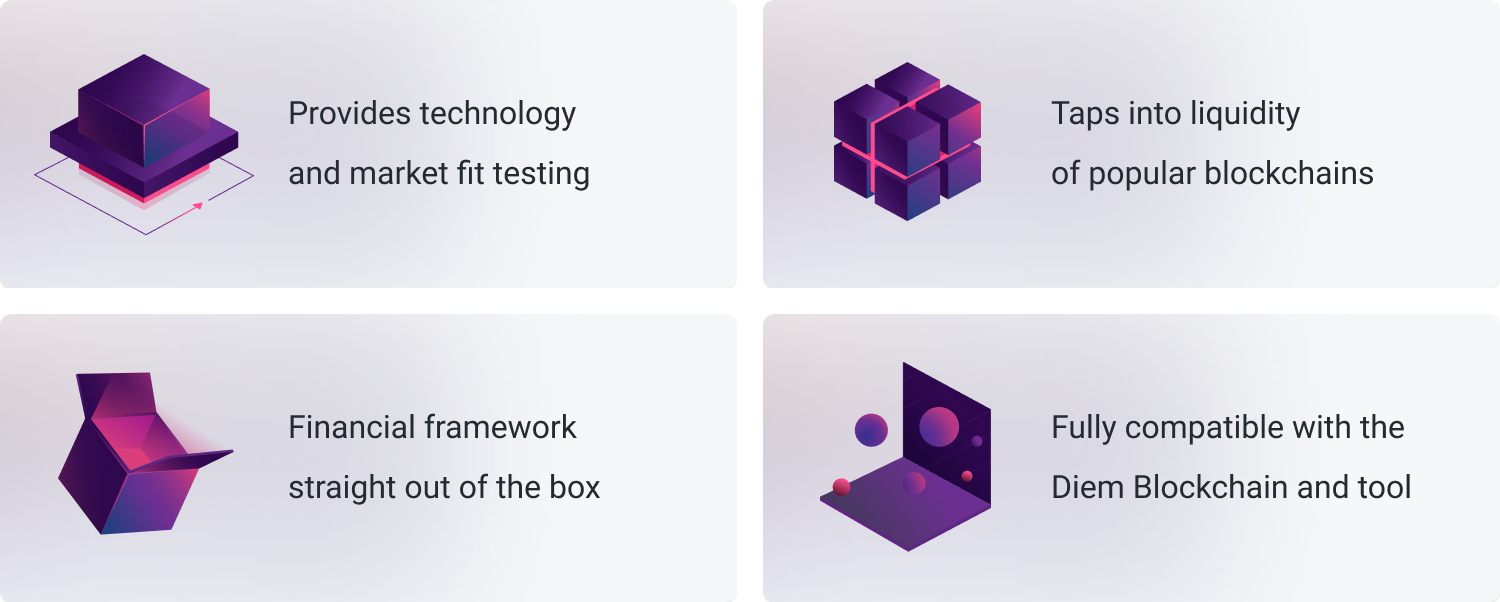 Provides technology
and market fit testing
Taps into liquidity
of popular blockchains
Financial framework
straight out of the box
Fully compatible with the
Diem Blockchain and tool